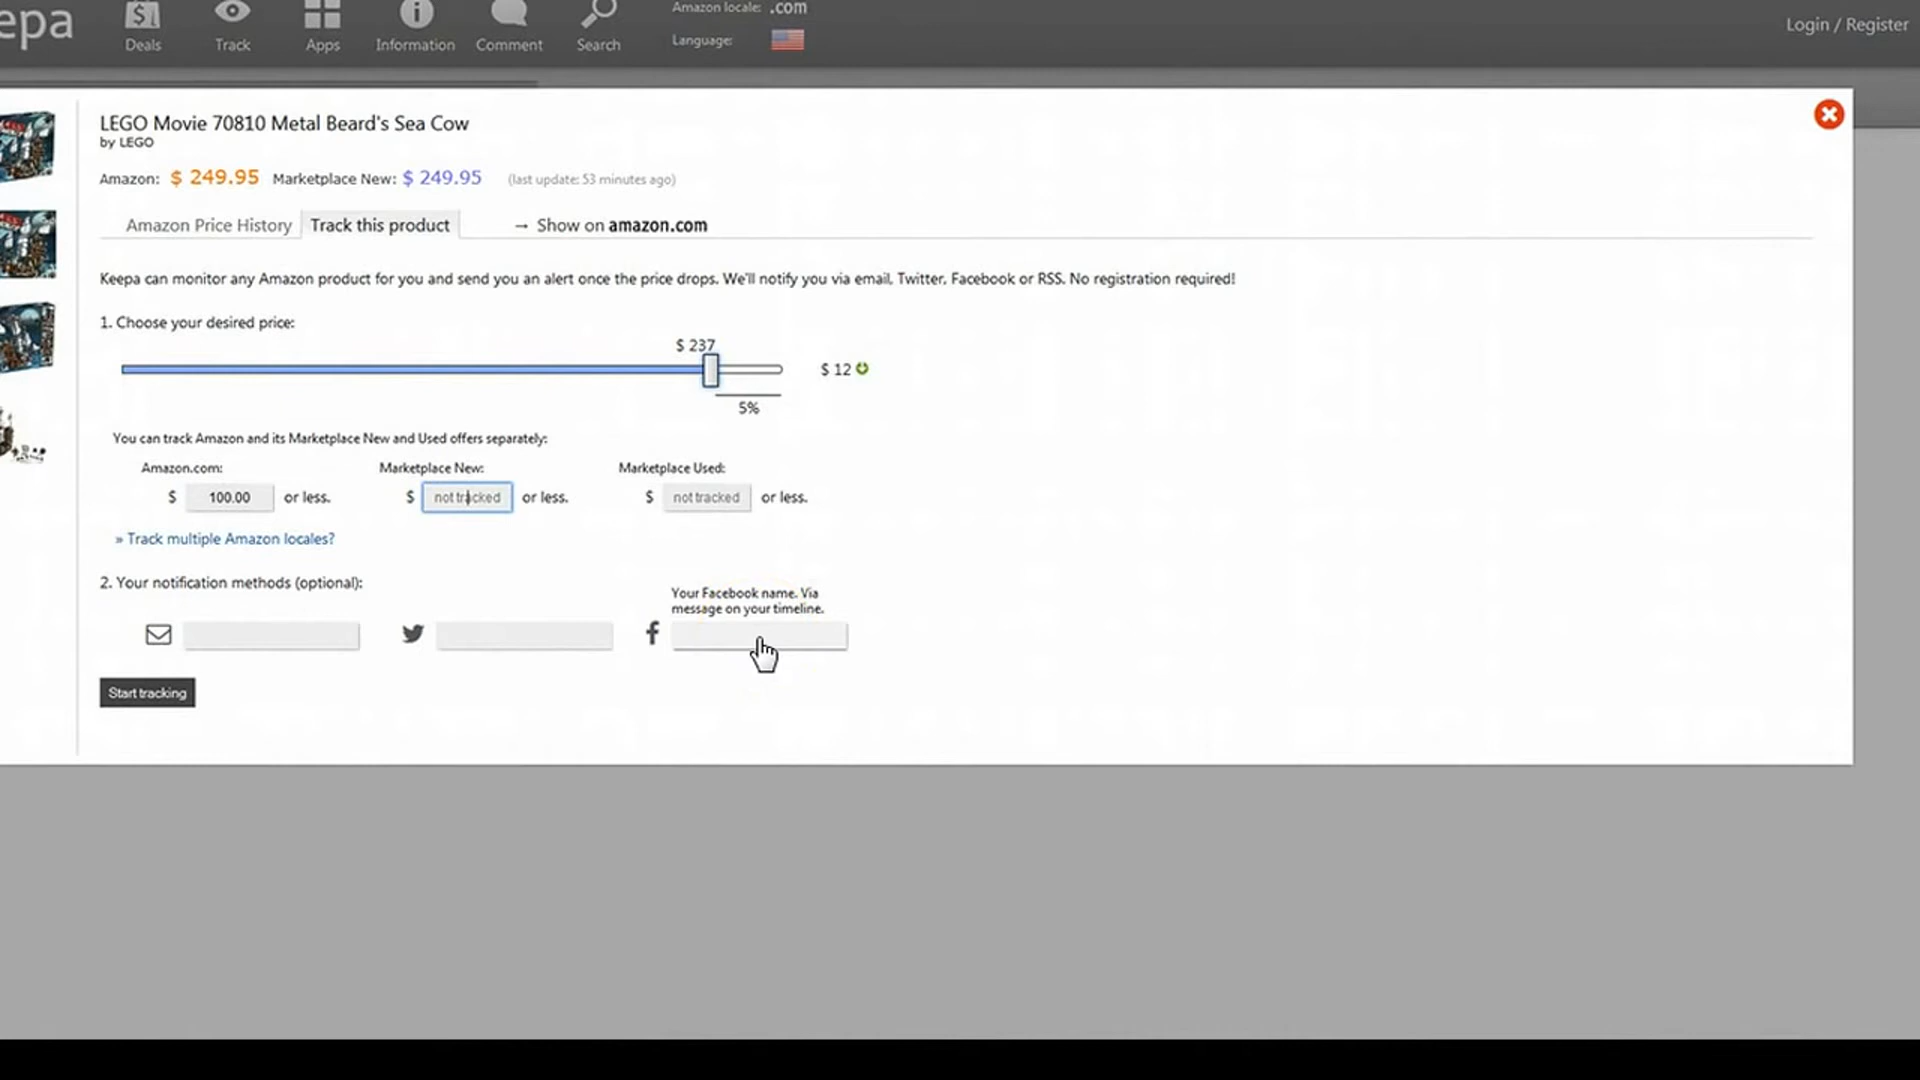 epa
Deals
Track
Apps
Information
Comment
Search
Amazon locale: .com
Language:
Login / Register
LEGO Movie 70810 Metal Beard's Sea Cow
by LEGO
Amazon: $ 249.95 Marketplace New: $ 249.95 (last update: 53 minutes ago)
Amazon Price History Track this product → Show on amazon.com
Keepa can monitor any Amazon product for you and send you an alert once the price drops. We'll notify you via email, Twitter, Facebook or RSS. No registration required!
1. Choose your desired price:
$ 237
$ 12
5%
You can track Amazon and its Marketplace New and Used offers separately:
Amazon.com: Marketplace New: Marketplace Used:
$ 100.00 or less. $ not tracked or less. $ not tracked or less.
» Track multiple Amazon locales?
2. Your notification methods (optional):
Your Facebook name. Via
message on your timeline.
Start tracking